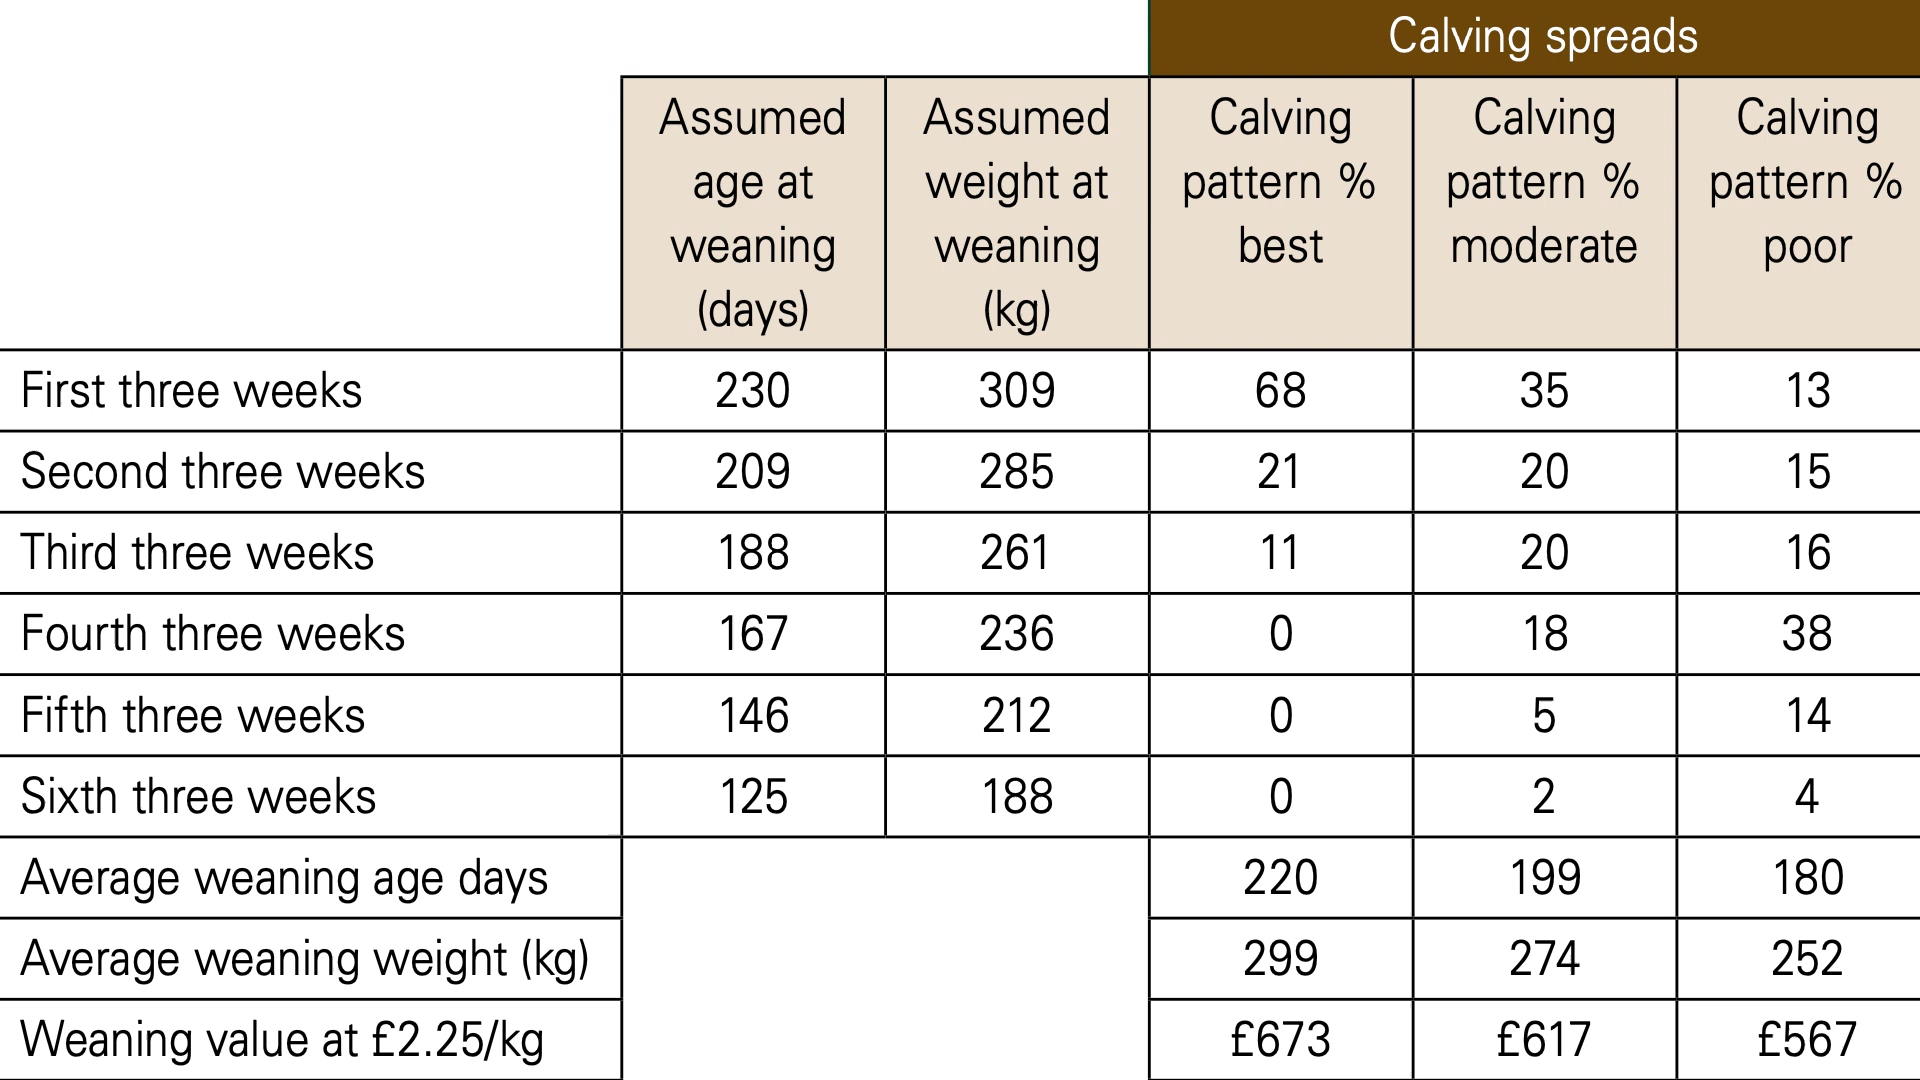 Calving spreads
Assumed age at weaning (days) Assumed weight at weaning (kg) Calving pattern % best Calving pattern % moderate Calving pattern % poor
First three weeks 230 309 68 35 13
Second three weeks 209 285 21 20 15
Third three weeks 188 261 11 20 16
Fourth three weeks 167 236 0 18 38
Fifth three weeks 146 212 0 5 14
Sixth three weeks 125 188 0 2 4
Average weaning age days 220 199 180
Average weaning weight (kg) 299 274 252
Weaning value at £2.25/kg £673 £617 £567